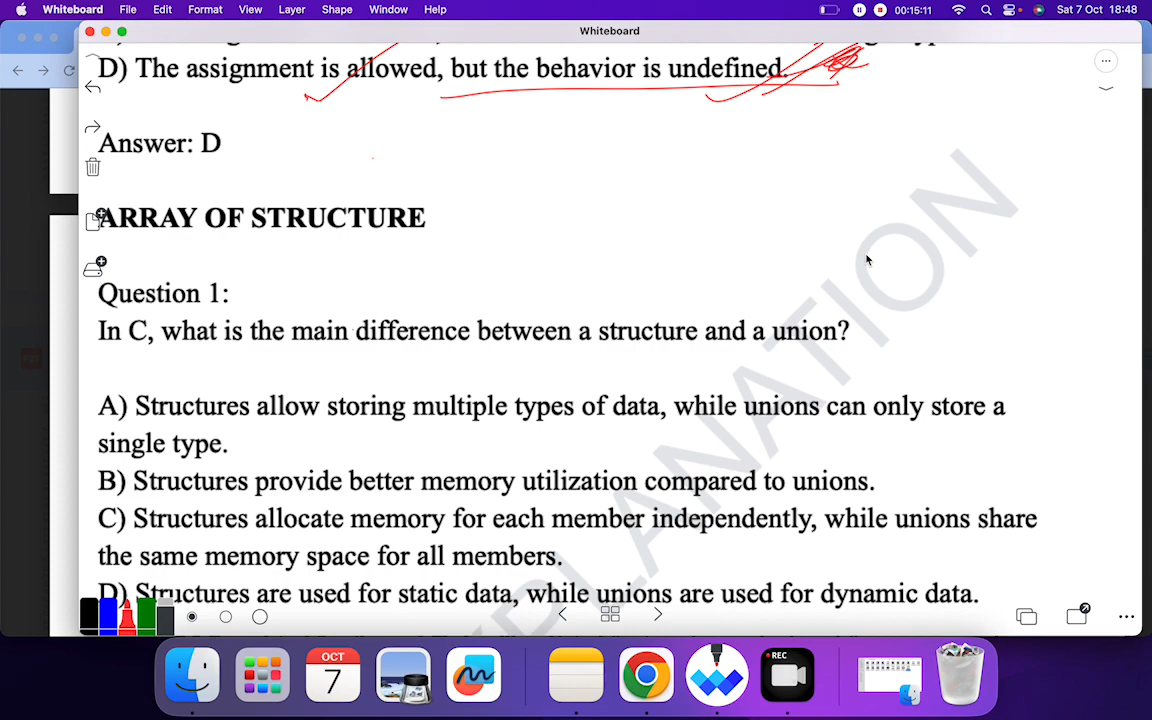 Whiteboard File Edit Format View Layer Shape Window Help 00:15:11 Sat 7 Oct 18:48
Whiteboard
D) The assignment is allowed, but the behavior is undefined.
Answer: D
ARRAY OF STRUCTURE
Question 1:
In C, what is the main difference between a structure and a union?
A) Structures allow storing multiple types of data, while unions can only store a
single type.
B) Structures provide better memory utilization compared to unions.
C) Structures allocate memory for each member independently, while unions share
the same memory space for all members.
D) Structures are used for static data, while unions are used for dynamic data.
XPLANATION
OCT
7
REC